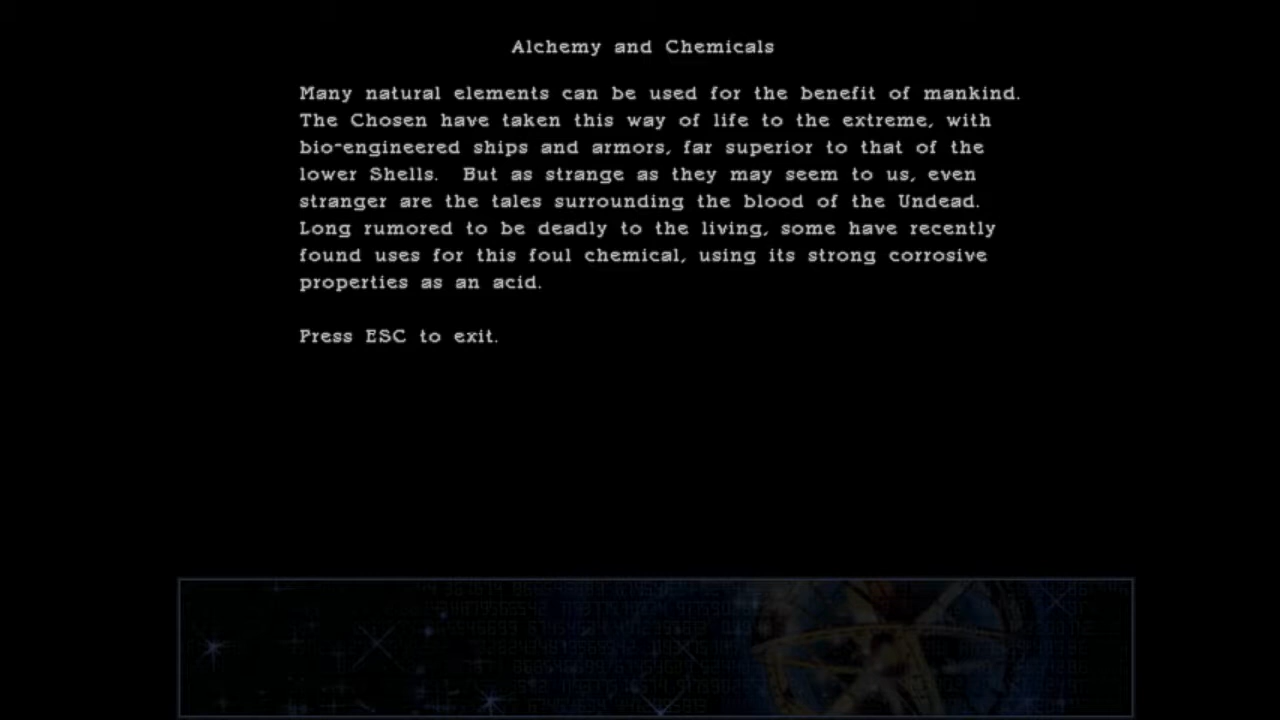 Alchemy and Chemicals
Many natural elements can be used for the benefit of mankind.
The Chosen have taken this way of life to the extreme, with
bio-engineered ships and armors, far superior to that of the
lower Shells.  But as strange as they may seem to us, even
stranger are the tales surrounding the blood of the Undead.
Long rumored to be deadly to the living, some have recently
found uses for this foul chemical, using its strong corrosive
properties as an acid.
Press ESC to exit.